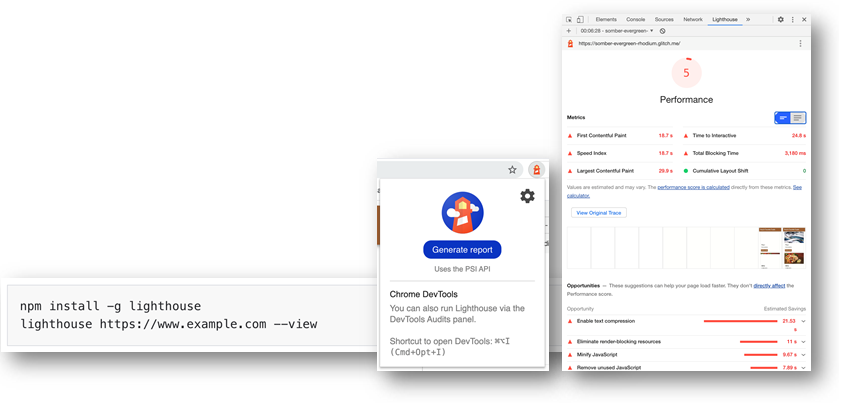 npm install -g lighthouse
lighthouse https://www.example.com --view
Generate report
Uses the PSI API
Chrome DevTools
You can also run Lighthouse via the
DevTools Audits panel.
Shortcut to open DevTools: ⌘⌥I
(Cmd+Opt+I)
Elements Console Sources Network Lighthouse »
00:06:28 - somber-evergreen-
https://somber-evergreen-rhodium.glitch.me/
5
Performance
Metrics
First Contentful Paint 18.7 s Time to Interactive 24.8 s
Speed Index 18.7 s Total Blocking Time 3,180 ms
Largest Contentful Paint 29.9 s Cumulative Layout Shift 0
Values are estimated and may vary. The performance score is calculated directly from these metrics. See
calculator.
View Original Trace
Opportunities — These suggestions can help your page load faster. They don't directly affect the
Performance score.
Opportunity Estimated Savings
Enable text compression 21.53
s
Eliminate render-blocking resources 11 s
Minify JavaScript 9.67 s
Remove unused JavaScript 7.89 s